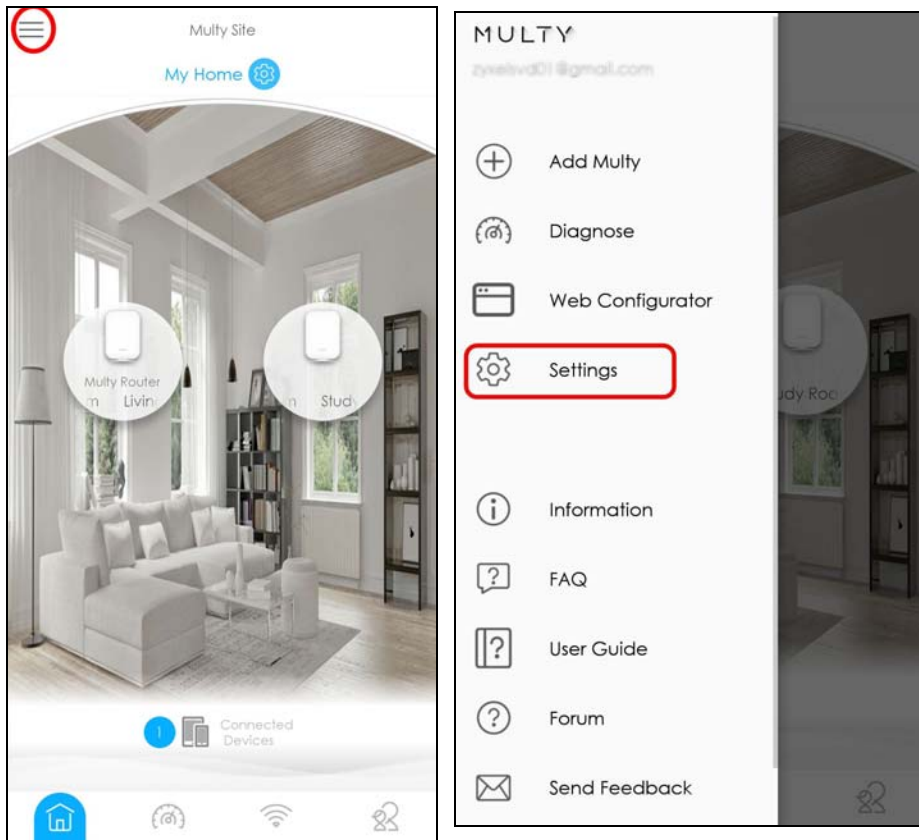 Multy Site
My Home
Multy Router
m Livin
n Stud
1 Connected
Devices
MULTY
Add Multy
Diagnose
Web Configurator
Settings
Information
FAQ
User Guide
Forum
Send Feedback